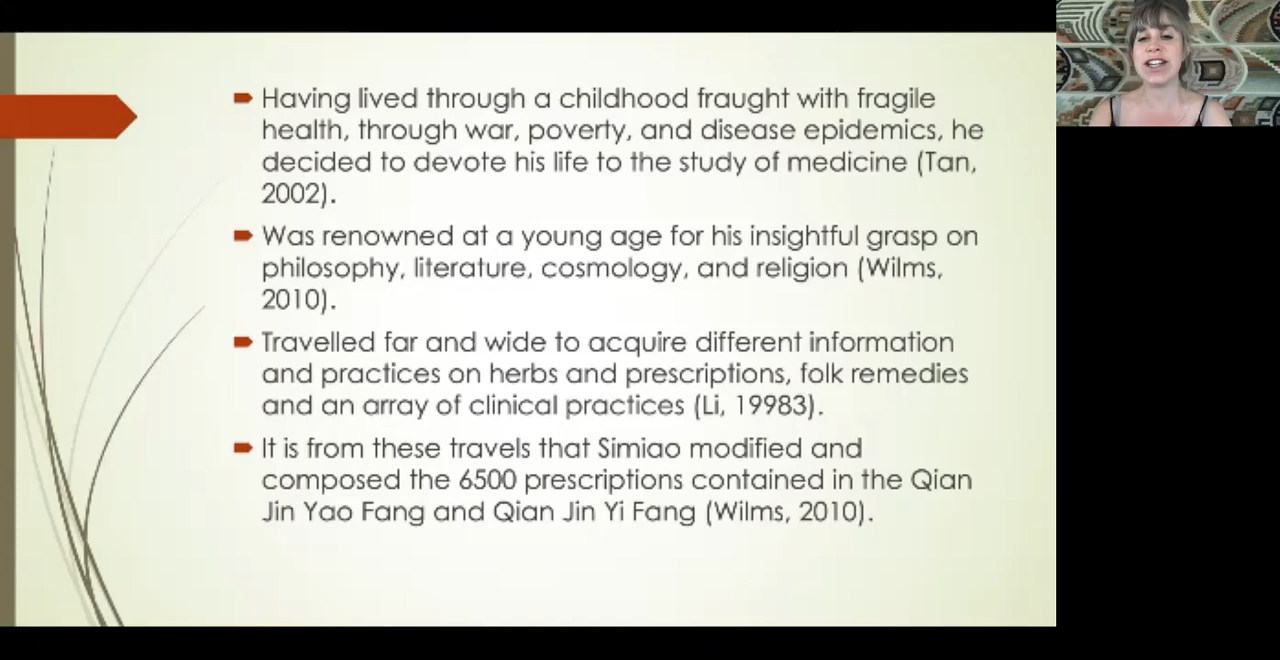 Having lived through a childhood fraught with fragile
health, through war, poverty, and disease epidemics, he
decided to devote his life to the study of medicine (Tan,
2002).
Was renowned at a young age for his insightful grasp on
philosophy, literature, cosmology, and religion (Wilms,
2010).
Travelled far and wide to acquire different information
and practices on herbs and prescriptions, folk remedies
and an array of clinical practices (Li, 19983).
It is from these travels that Simiao modified and
composed the 6500 prescriptions contained in the Qian
Jin Yao Fang and Qian Jin Yi Fang (Wilms, 2010).